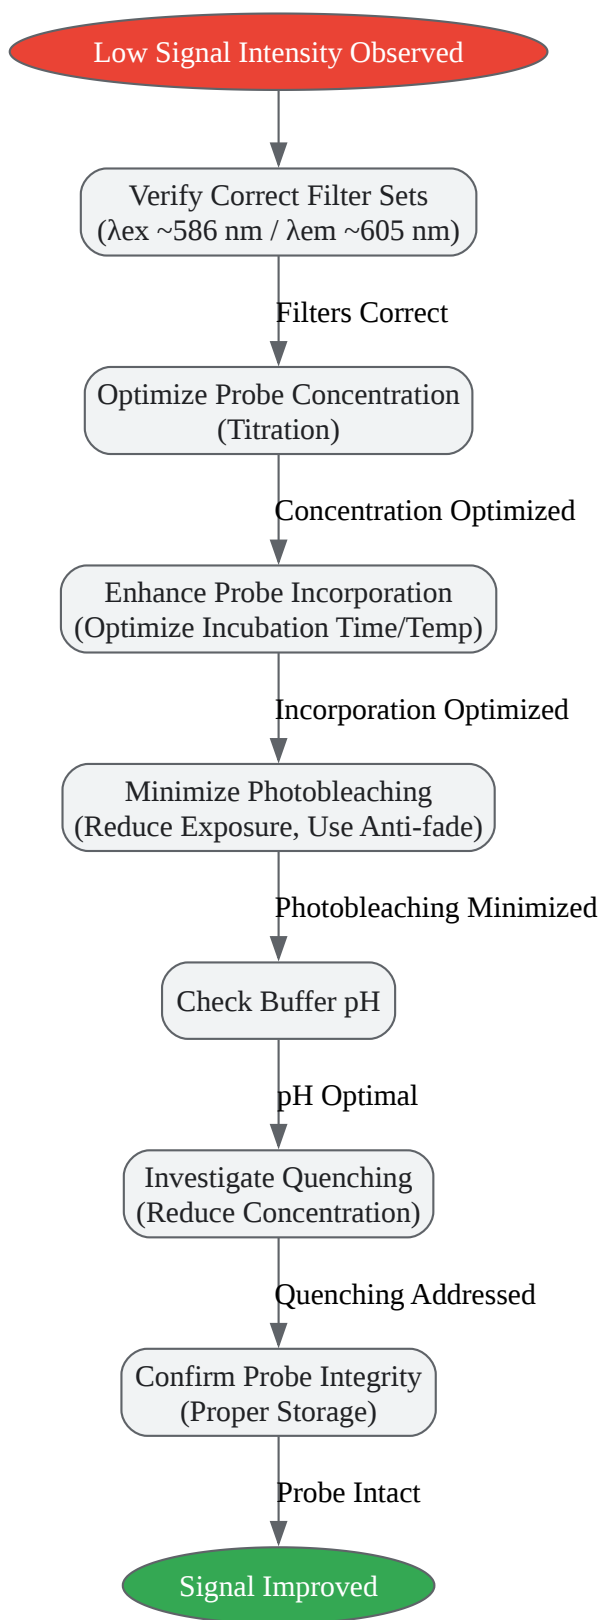 Low Signal Intensity Observed
Verify Correct Filter Sets
(λex ~586 nm / λem ~605 nm)
Filters Correct
Optimize Probe Concentration
(Titration)
Concentration Optimized
Enhance Probe Incorporation
(Optimize Incubation Time/Temp)
Incorporation Optimized
Minimize Photobleaching
(Reduce Exposure, Use Anti-fade)
Photobleaching Minimized
Check Buffer pH
pH Optimal
Investigate Quenching
(Reduce Concentration)
Quenching Addressed
Confirm Probe Integrity
(Proper Storage)
Probe Intact
Signal Improved